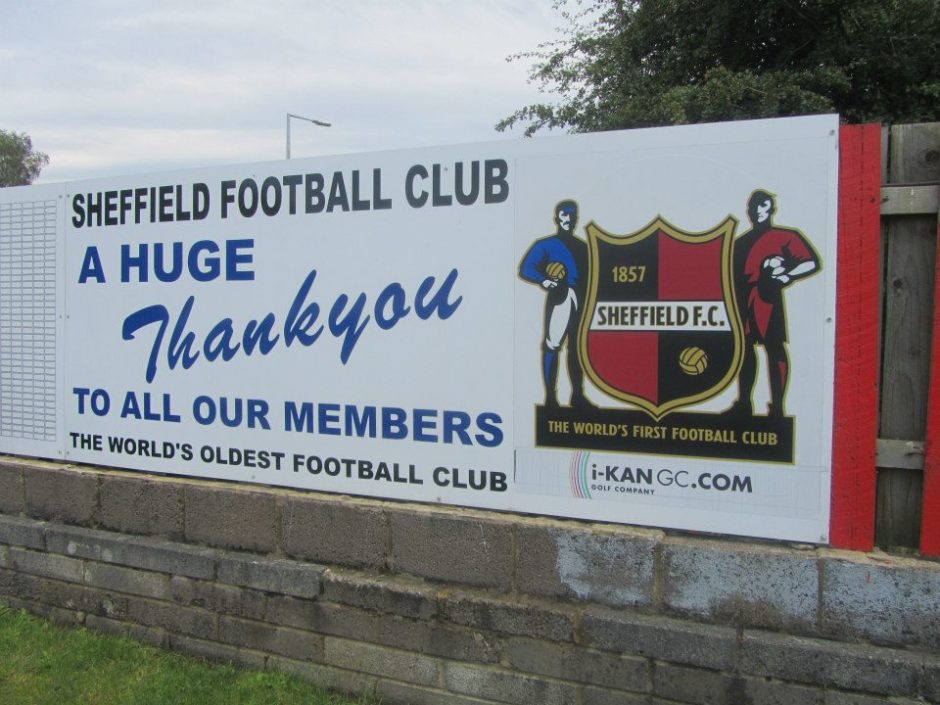 SHEFFIELD FOOTBALL CLUB
A HUGE
Thankyou
TO ALL OUR MEMBERS
THE WORLD'S OLDEST FOOTBALL CLUB
1857
SHEFFIELD F.C.
THE WORLD'S FIRST FOOTBALL CLUB
i-KAN GC.COM
GOLF COMPANY